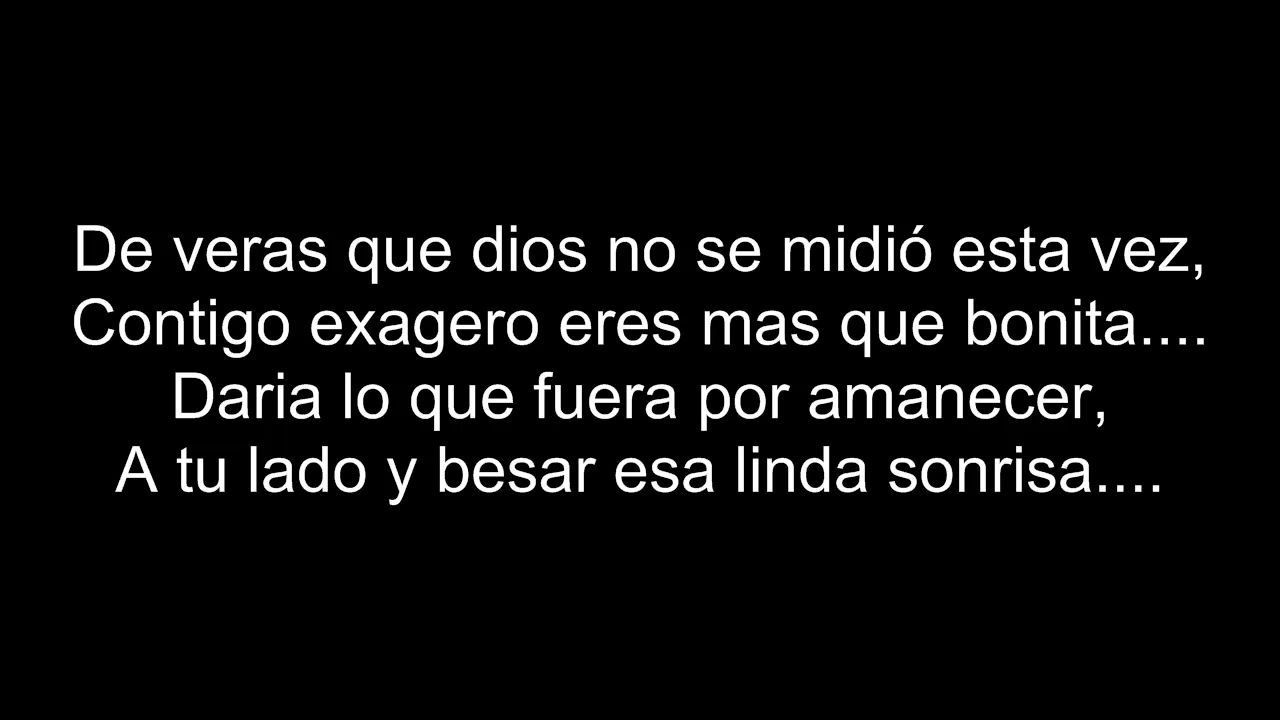 De veras que dios no se midió esta vez,
Contigo exagero eres mas que bonita....
Daria lo que fuera por amanecer,
A tu lado y besar esa linda sonrisa....